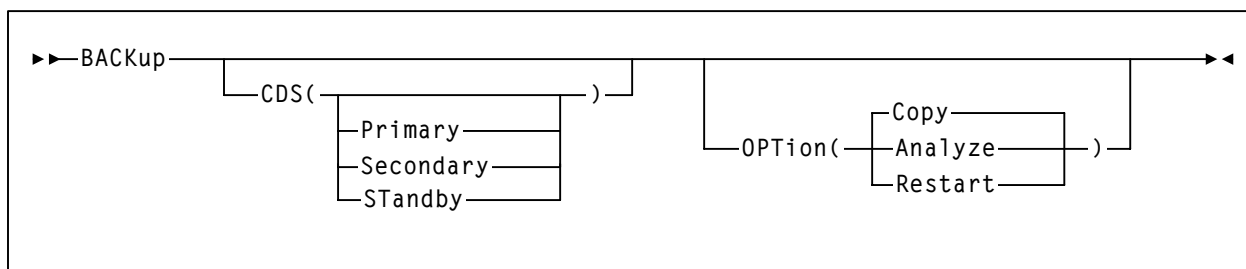 BACKup
CDS( )
Primary
Secondary
STandby
OPTion( )
Copy
Analyze
Restart